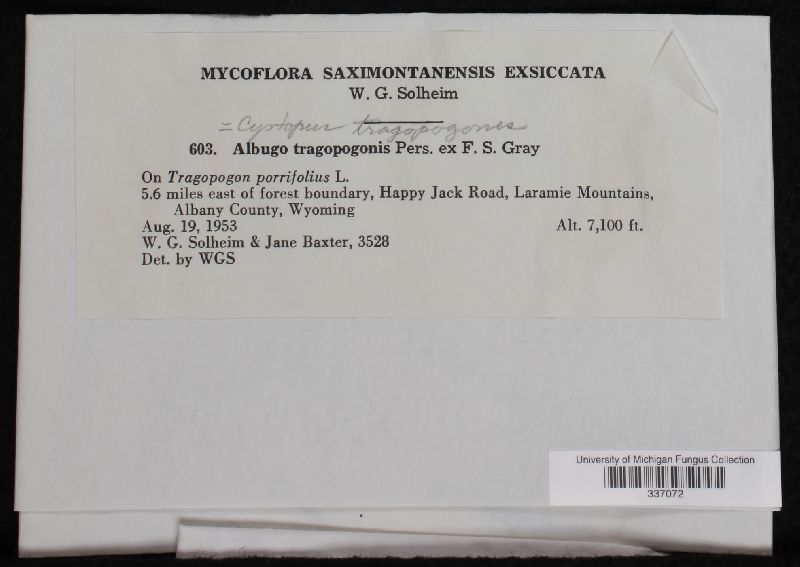 MYCOFLORA SAXIMONTANENSIS EXSICCATA
W. G. Solheim
= Cystopus tragopogones
603. Albugo tragopogonis Pers. ex F. S. Gray
On Tragopogon porrifolius L.
5.6 miles east of forest boundary, Happy Jack Road, Laramie Mountains,
Albany County, Wyoming
Aug. 19, 1953 Alt. 7,100 ft.
W. G. Solheim & Jane Baxter, 3528
Det. by WGS
University of Michigan Fungus Collection
337072